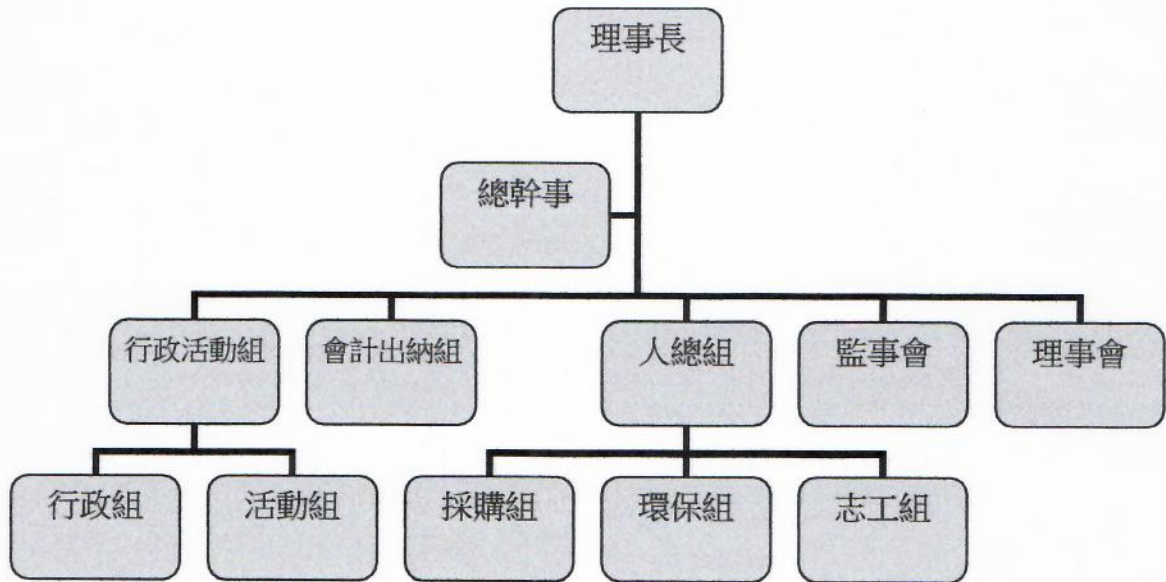 理事長
總幹事
行政活動組
會計出納組
人總組
監事會
理事會
行政組
活動組
採購組
環保組
志工組